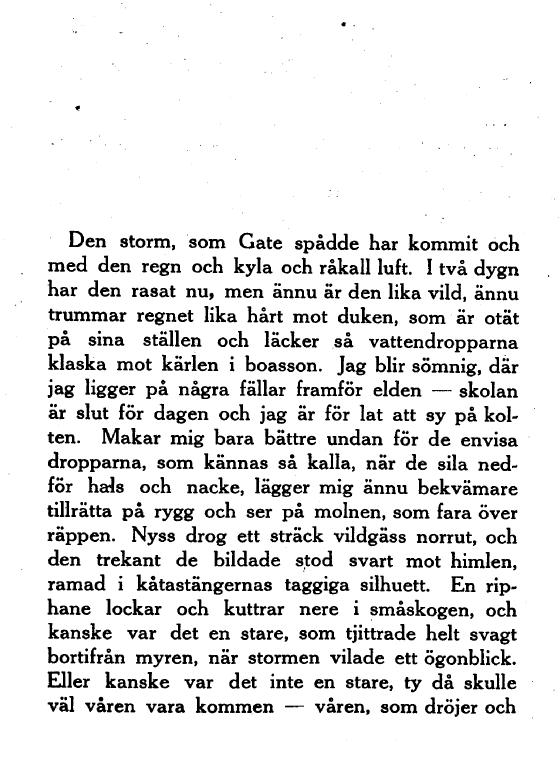 Den storm, som Gate spådde har kommit och
med den regn och kyla och råkall luft. I två dygn
har den rasat nu, men ännu är den lika vild, ännu
trummar regnet lika hårt mot duken, som är otät
på sina ställen och läcker så vattendropparna
klaska mot kärlen i boasson. Jag blir sömnig, där
jag ligger på några fällar framför elden — skolan
är slut för dagen och jag är för lat att sy på kol-
ten. Makar mig bara bättre undan för de envisa
dropparna, som kännas så kalla, när de sila ned-
för hals och nacke, lägger mig ännu bekvämare
tillrätta på rygg och ser på molnen, som fara över
räppen. Nyss drog ett sträck vildgäss norrut, och
den trekant de bildade stod svart mot himlen,
ramad i kåtastängernas taggiga silhuett. En rip-
hane lockar och kuttrar nere i småskogen, och
kanske var det en stare, som tjittrade helt svagt
bortifrån myren, när stormen vilade ett ögonblick.
Eller kanske var det inte en stare, ty då skulle
väl våren vara kommen — våren, som dröjer och